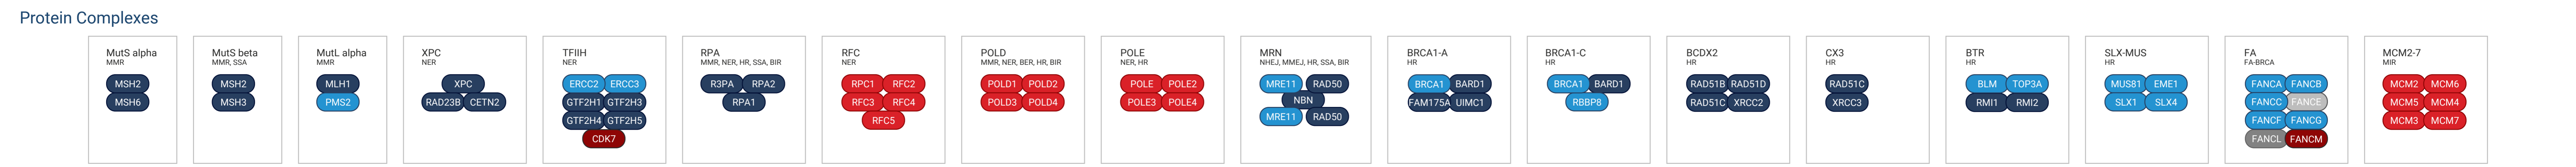 Protein Complexes
MutS alpha
MMR
MSH2
MSH6
MutS beta
MMR, SSA
MSH2
MSH3
MutL alpha
MMR
MLH1
PMS2
XPC
NER
XPC
RAD23B CETN2
TFIIH
NER
ERCC2 ERCC3
GTF2H1 GTF2H3
GTF2H4 GTF2H5
CDK7
RPA
MMR, NER, HR, SSA, BIR
R3PA RPA2
RPA1
RFC
MMR, NER, BER, HR, BIR
RPC1 RFC2
RFC3 RFC4
RFC5
POLD
MMR, NER, BER, HR, BIR
POLD1 POLD2
POLD3 POLD4
POLE
NER, HR
POLE POLE2
POLE3 POLE4
MRN
NHEJ, MMEJ, HR, SSA, BIR
MRE11 RAD50
NBN
MRE11 RAD50
BRCA1-A
HR
BRCA1 BARD1
FAM175A UIMC1
BRCA1-C
HR
BRCA1 BARD1
RBBP8
BCDX2
HR
RAD51B RAD51D
RAD51C XRCC2
CX3
HR
RAD51C
XRCC3
BTR
HR
BLM TOP3A
RMI1 RMI2
SLX-MUS
HR
MUS81 EME1
SLX1 SLX4
FA
FA-BRCA
FANCA FANCB
FANCC FANCE
FANCF FANCG
FANCL FANCM
MCM2-7
MIR
MCM2 MCM6
MCM5 MCM4
MCM3 MCM7